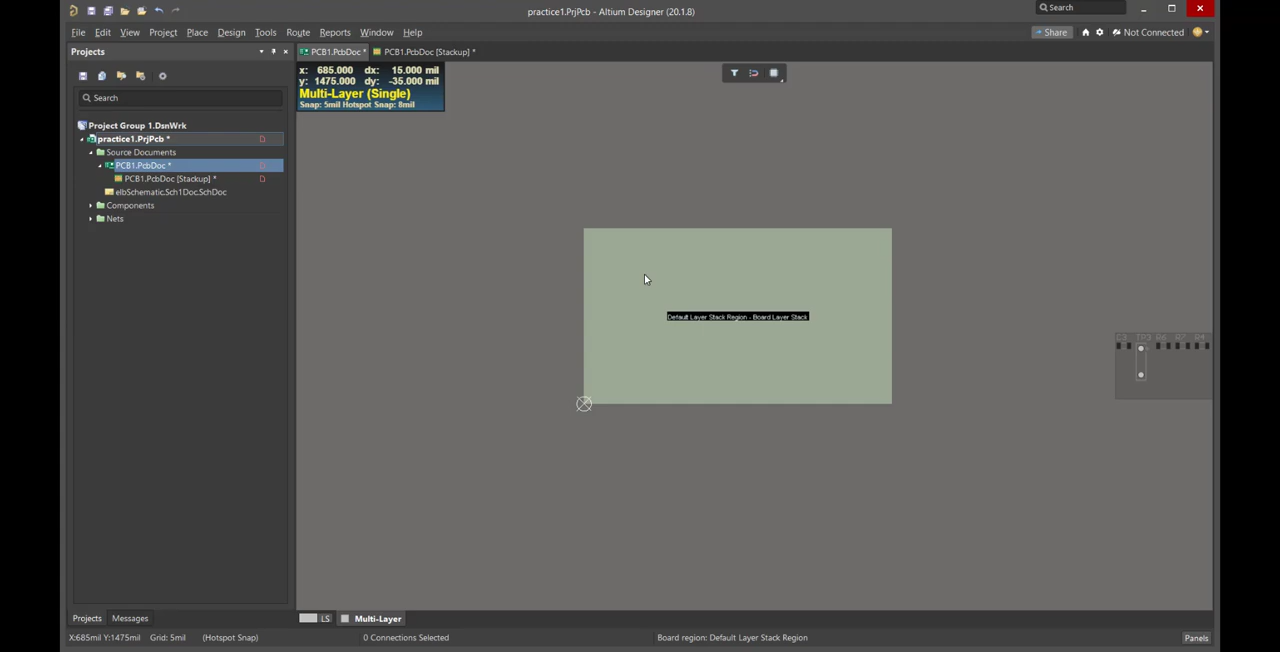 practice1.PrjPcb - Altium Designer (20.1.8)
Search
File Edit View Project Place Design Tools Route Reports Window Help
Share
Not Connected
Projects
PCB1.PcbDoc *
PCB1.PcbDoc [Stackup] *
x: 685.000 dx: 15.000 mil
y: 1475.000 dy: -35.000 mil
Multi-Layer (Single)
Snap: 5mil Hotspot Snap: 8mil
Search
Project Group 1.DsnWrk
practice1.PrjPcb *
Source Documents
PCB1.PcbDoc *
PCB1.PcbDoc [Stackup] *
elbSchematic.Sch1Doc.SchDoc
Components
Nets
Default Layer Stack Region - Board Layer Stack
R6 R7 R4
Projects
Messages
LS
Multi-Layer
X:685mil Y:1475mil Grid: 5mil (Hotspot Snap)
0 Connections Selected
Board region: Default Layer Stack Region
Panels